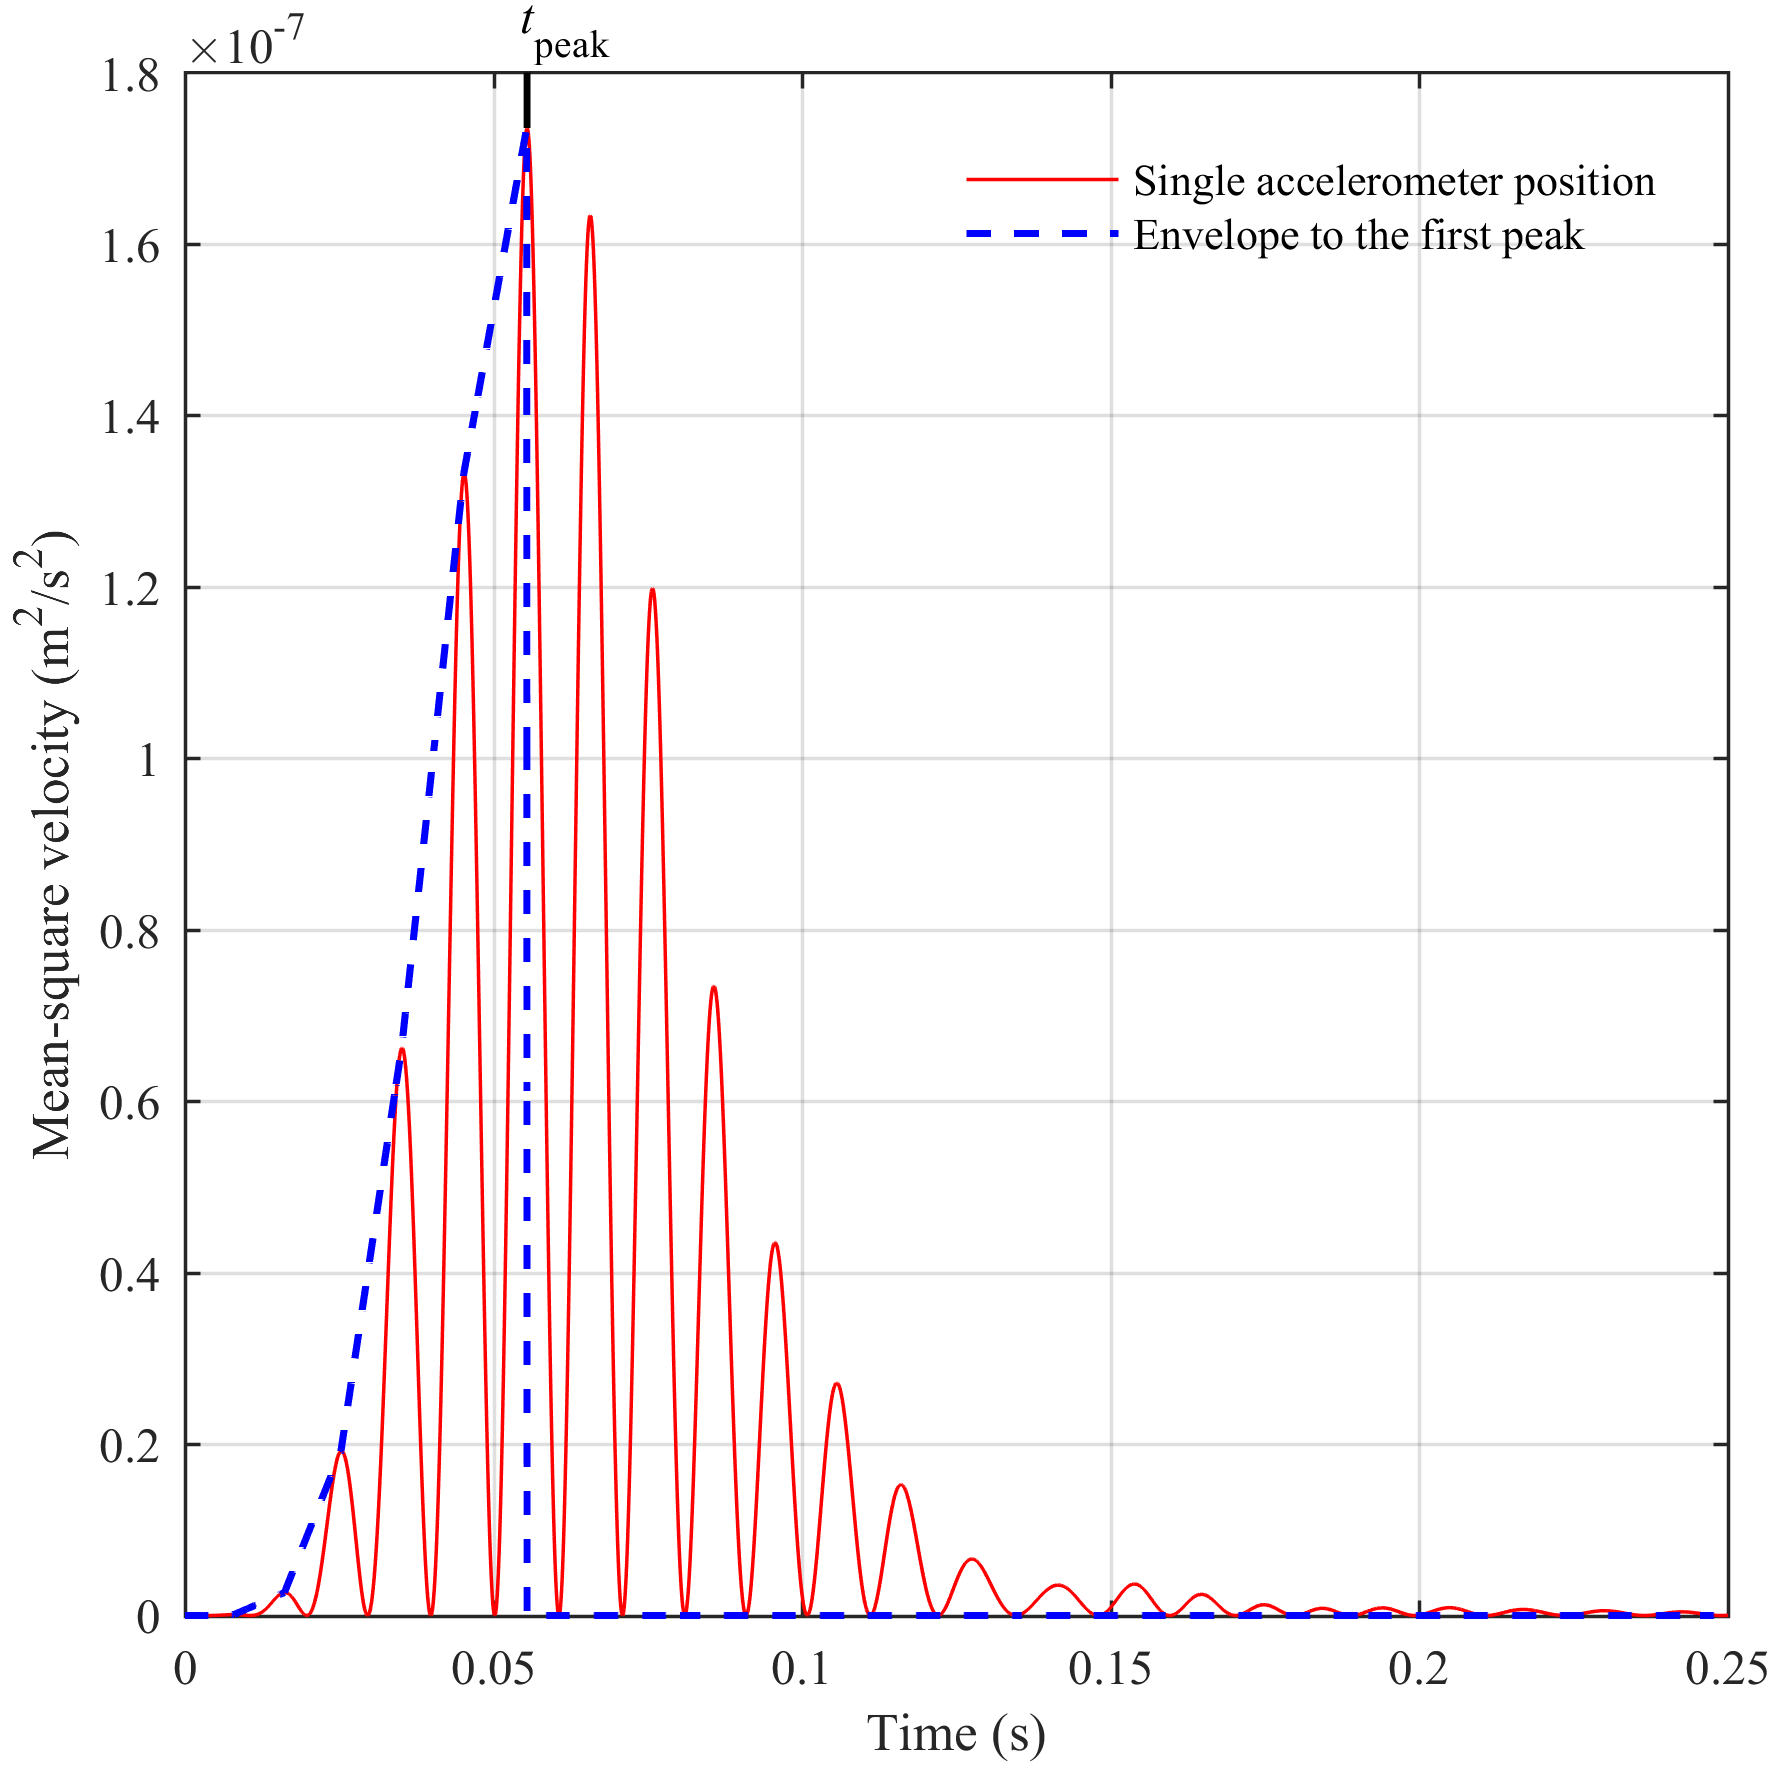 ×10⁻⁷
t_peak
1.8
1.6
1.4
1.2
1
0.8
0.6
0.4
0.2
0
Mean-square velocity (m²/s²)
Single accelerometer position
Envelope to the first peak
0 0.05 0.1 0.15 0.2 0.25
Time (s)